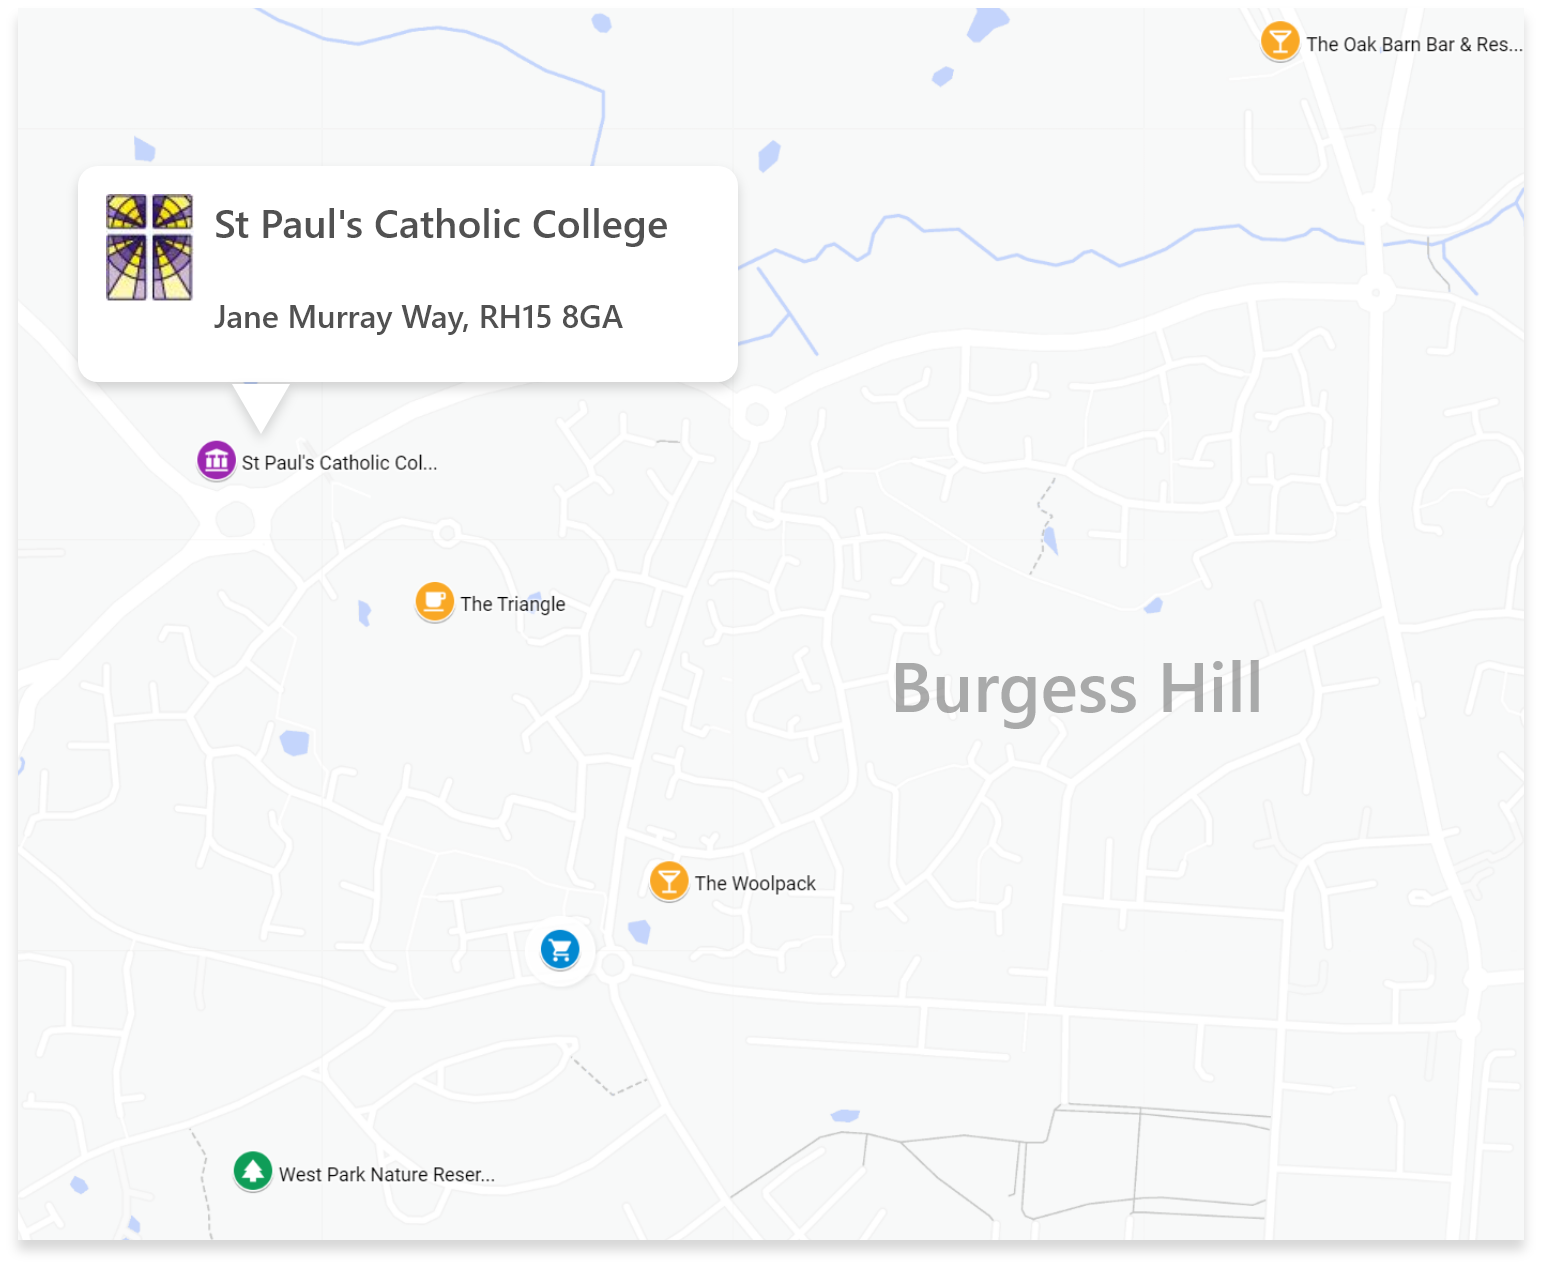 The Oak Barn Bar & Res...
St Paul's Catholic College
Jane Murray Way, RH15 8GA
St Paul's Catholic Col...
The Triangle
Burgess Hill
The Woolpack
West Park Nature Reser...